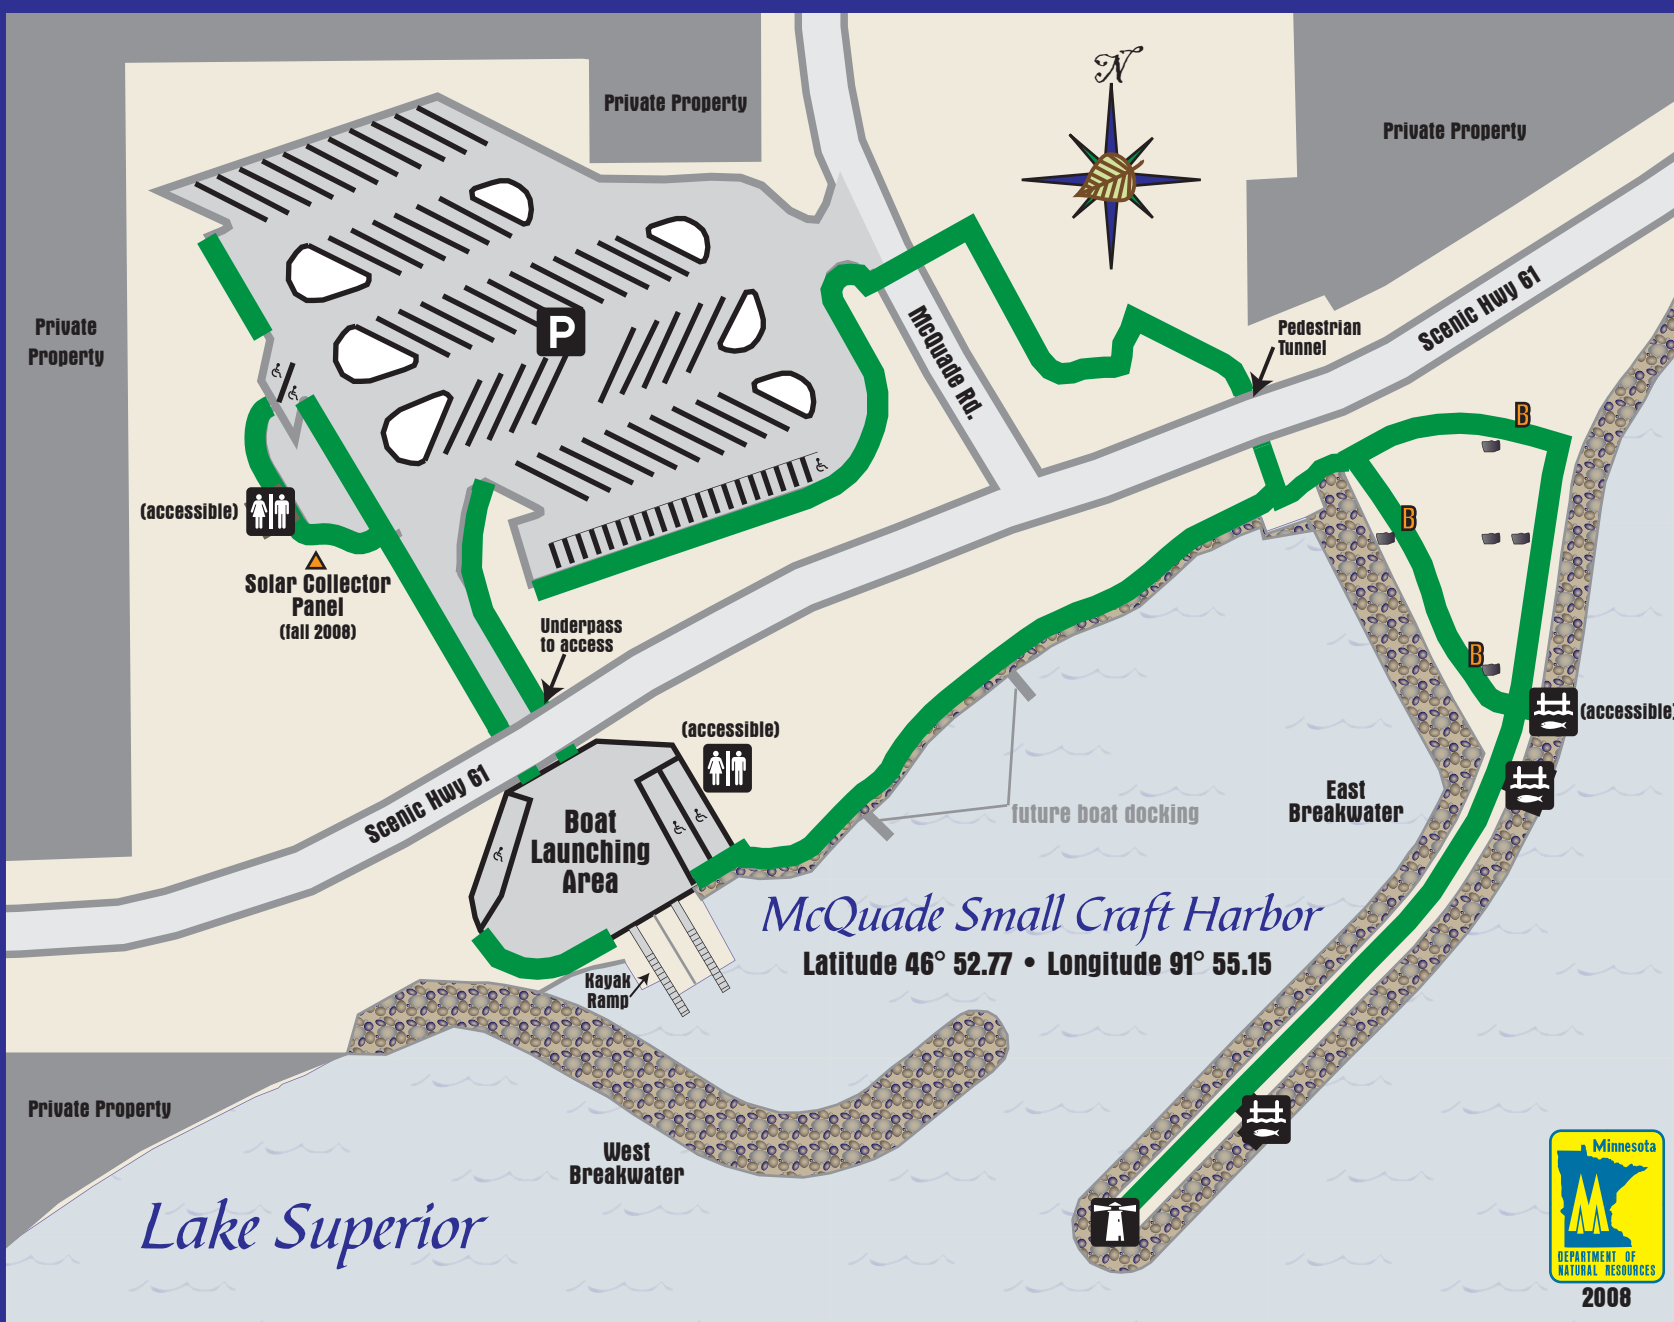 N
Private Property
Private Property
Private
Property
Pedestrian
Tunnel
Scenic Hwy 61
McQuade Rd.
P
B
B
B
(accessible)
Solar Collector
Panel
(fall 2008)
Underpass
to access
(accessible)
(accessible)
Scenic Hwy 61
Boat
Launching
Area
future boat docking
East
Breakwater
McQuade Small Craft Harbor
Latitude 46° 52.77 • Longitude 91° 55.15
Kayak
Ramp
Private Property
West
Breakwater
Lake Superior
Minnesota
M
DEPARTMENT OF
NATURAL RESOURCES
2008